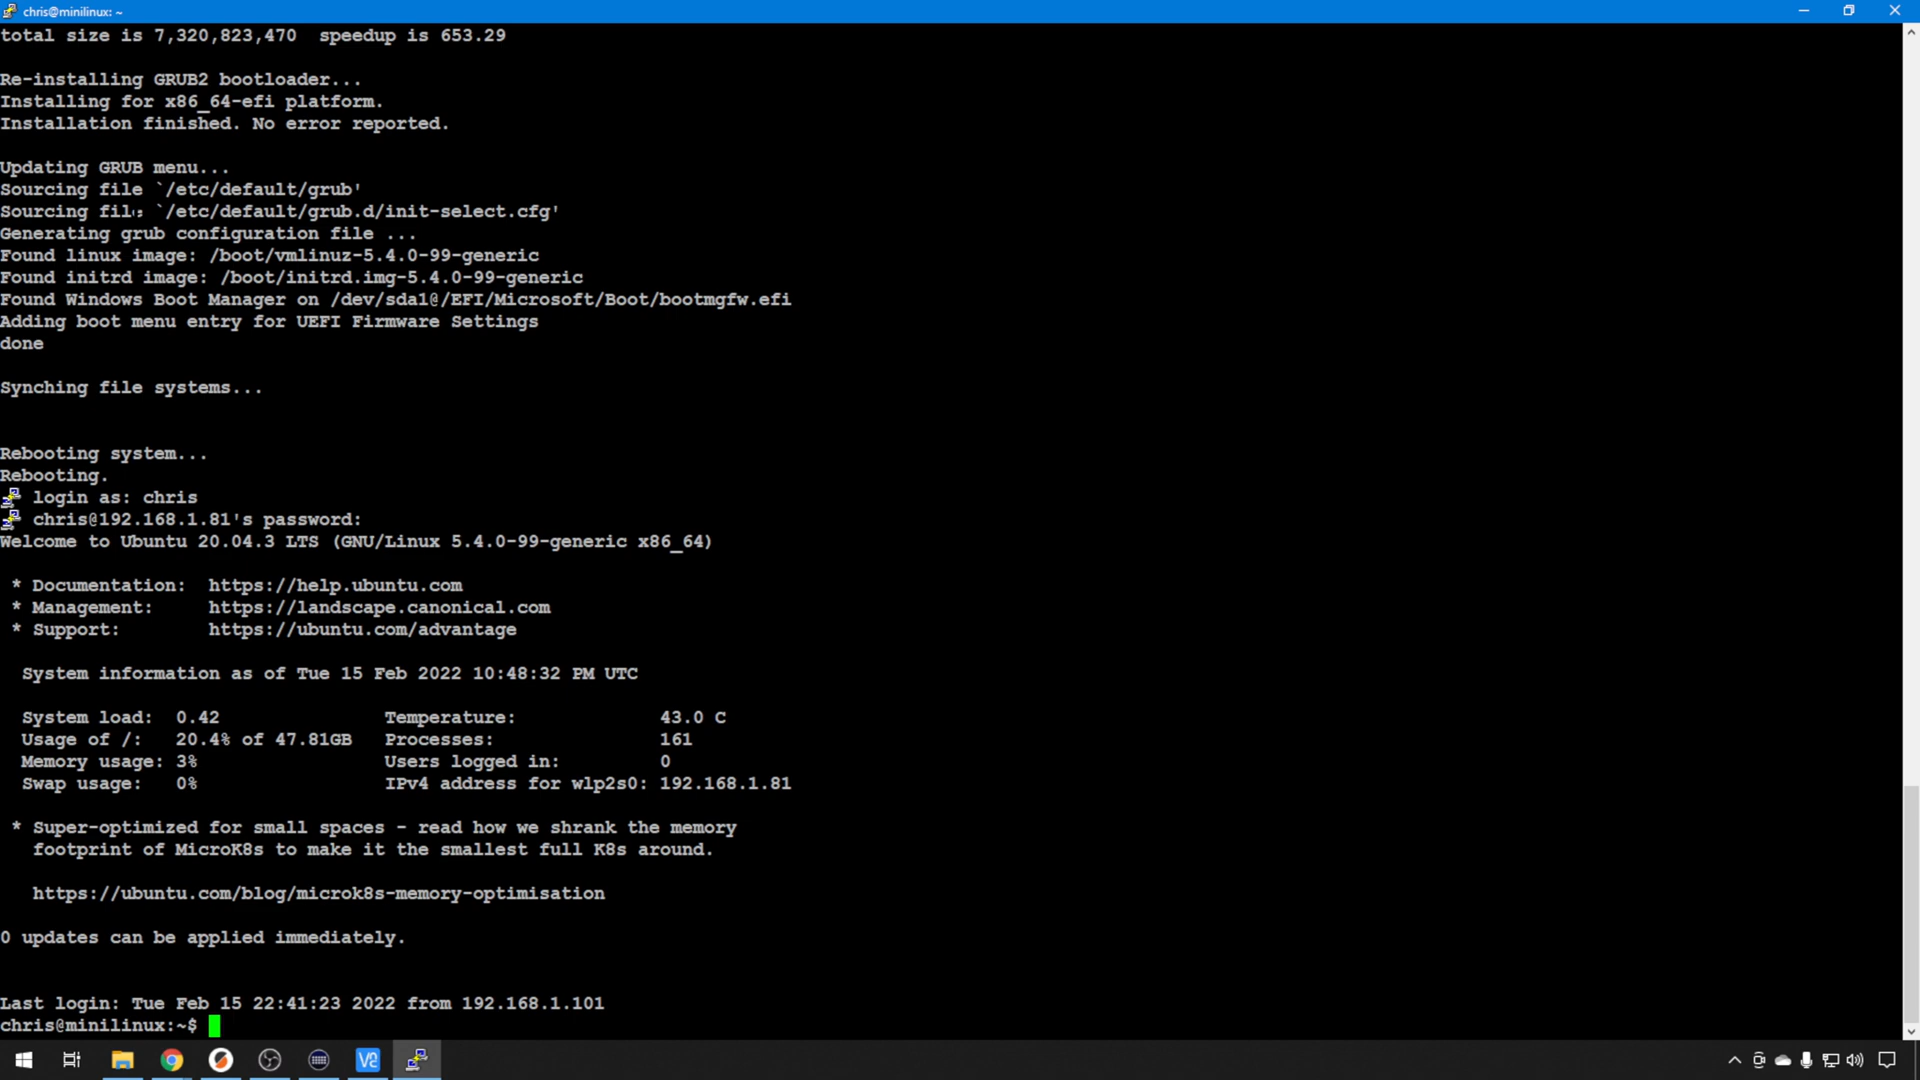 chris@minilinux: ~
total size is 7,320,823,470  speedup is 653.29
Re-installing GRUB2 bootloader...
Installing for x86_64-efi platform.
Installation finished. No error reported.
Updating GRUB menu...
Sourcing file `/etc/default/grub'
Sourcing file `/etc/default/grub.d/init-select.cfg'
Generating grub configuration file ...
Found linux image: /boot/vmlinuz-5.4.0-99-generic
Found initrd image: /boot/initrd.img-5.4.0-99-generic
Found Windows Boot Manager on /dev/sda1@/EFI/Microsoft/Boot/bootmgfw.efi
Adding boot menu entry for UEFI Firmware Settings
done
Synching file systems...
Rebooting system...
Rebooting.
login as: chris
chris@192.168.1.81's password:
Welcome to Ubuntu 20.04.3 LTS (GNU/Linux 5.4.0-99-generic x86_64)
* Documentation:  https://help.ubuntu.com
* Management:     https://landscape.canonical.com
* Support:        https://ubuntu.com/advantage
System information as of Tue 15 Feb 2022 10:48:32 PM UTC
System load:  0.42               Temperature:             43.0 C
Usage of /:   20.4% of 47.81GB   Processes:               161
Memory usage: 3%                 Users logged in:         0
Swap usage:   0%                 IPv4 address for wlp2s0: 192.168.1.81
* Super-optimized for small spaces - read how we shrank the memory
footprint of MicroK8s to make it the smallest full K8s around.
https://ubuntu.com/blog/microk8s-memory-optimisation
0 updates can be applied immediately.
Last login: Tue Feb 15 22:41:23 2022 from 192.168.1.101
chris@minilinux:~$